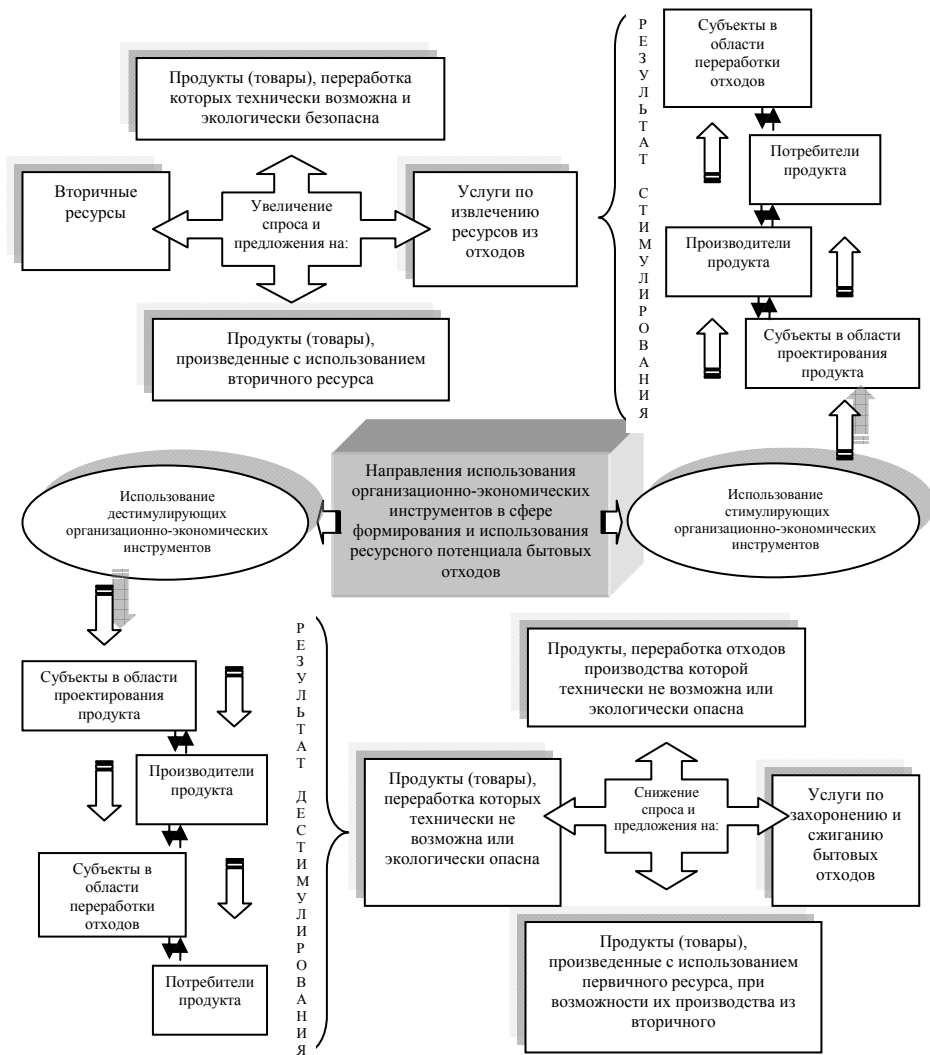 Продукты (товары), переработка
которых технически возможна и
экологически безопасна
Вторичные
ресурсы
Увеличение
спроса и
предложения на:
Услуги по
извлечению
ресурсов из
отходов
Продукты (товары),
произведенные с использованием
вторичного ресурса
РЕЗУЛЬТАТ СТИМУЛИРОВАНИЯ
Субъекты в
области
переработки
отходов
Потребители
продукта
Производители
продукта
Субъекты в области
проектирования
продукта
Использование
дестимулирующих
организационно-экономических
инструментов
Направления использования
организационно-экономических
инструментов в сфере
формирования и использования
ресурсного потенциала бытовых
отходов
Использование
стимулирующих
организационно-экономических
инструментов
Субъекты в области
проектирования
продукта
Производители
продукта
Субъекты в
области
переработки
отходов
Потребители
продукта
РЕЗУЛЬТАТ ДЕСТИМУЛИРОВАНИЯ
Продукты, переработка отходов
производства которой
технически не возможна или
экологически опасна
Продукты (товары),
переработка которых
технически не
возможна или
экологически опасна
Снижение
спроса и
предложения на:
Услуги по
захоронению и
сжиганию
бытовых
отходов
Продукты (товары),
произведенные с использованием
первичного ресурса, при
возможности их производства из
вторичного